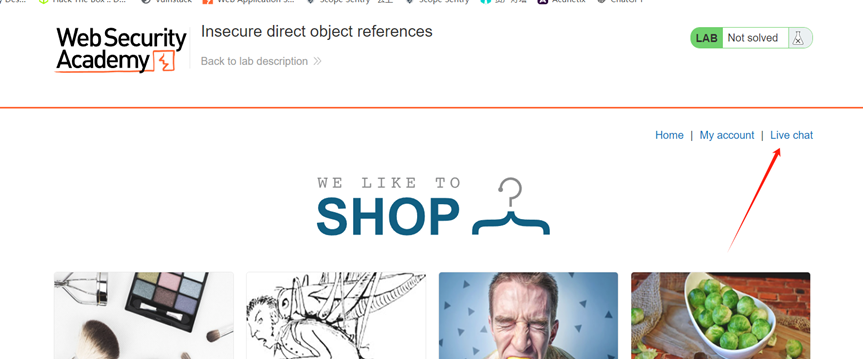 Web Security
Academy
Insecure direct object references
Back to lab description
LAB Not solved
Home | My account | Live chat
WE LIKE TO
SHOP